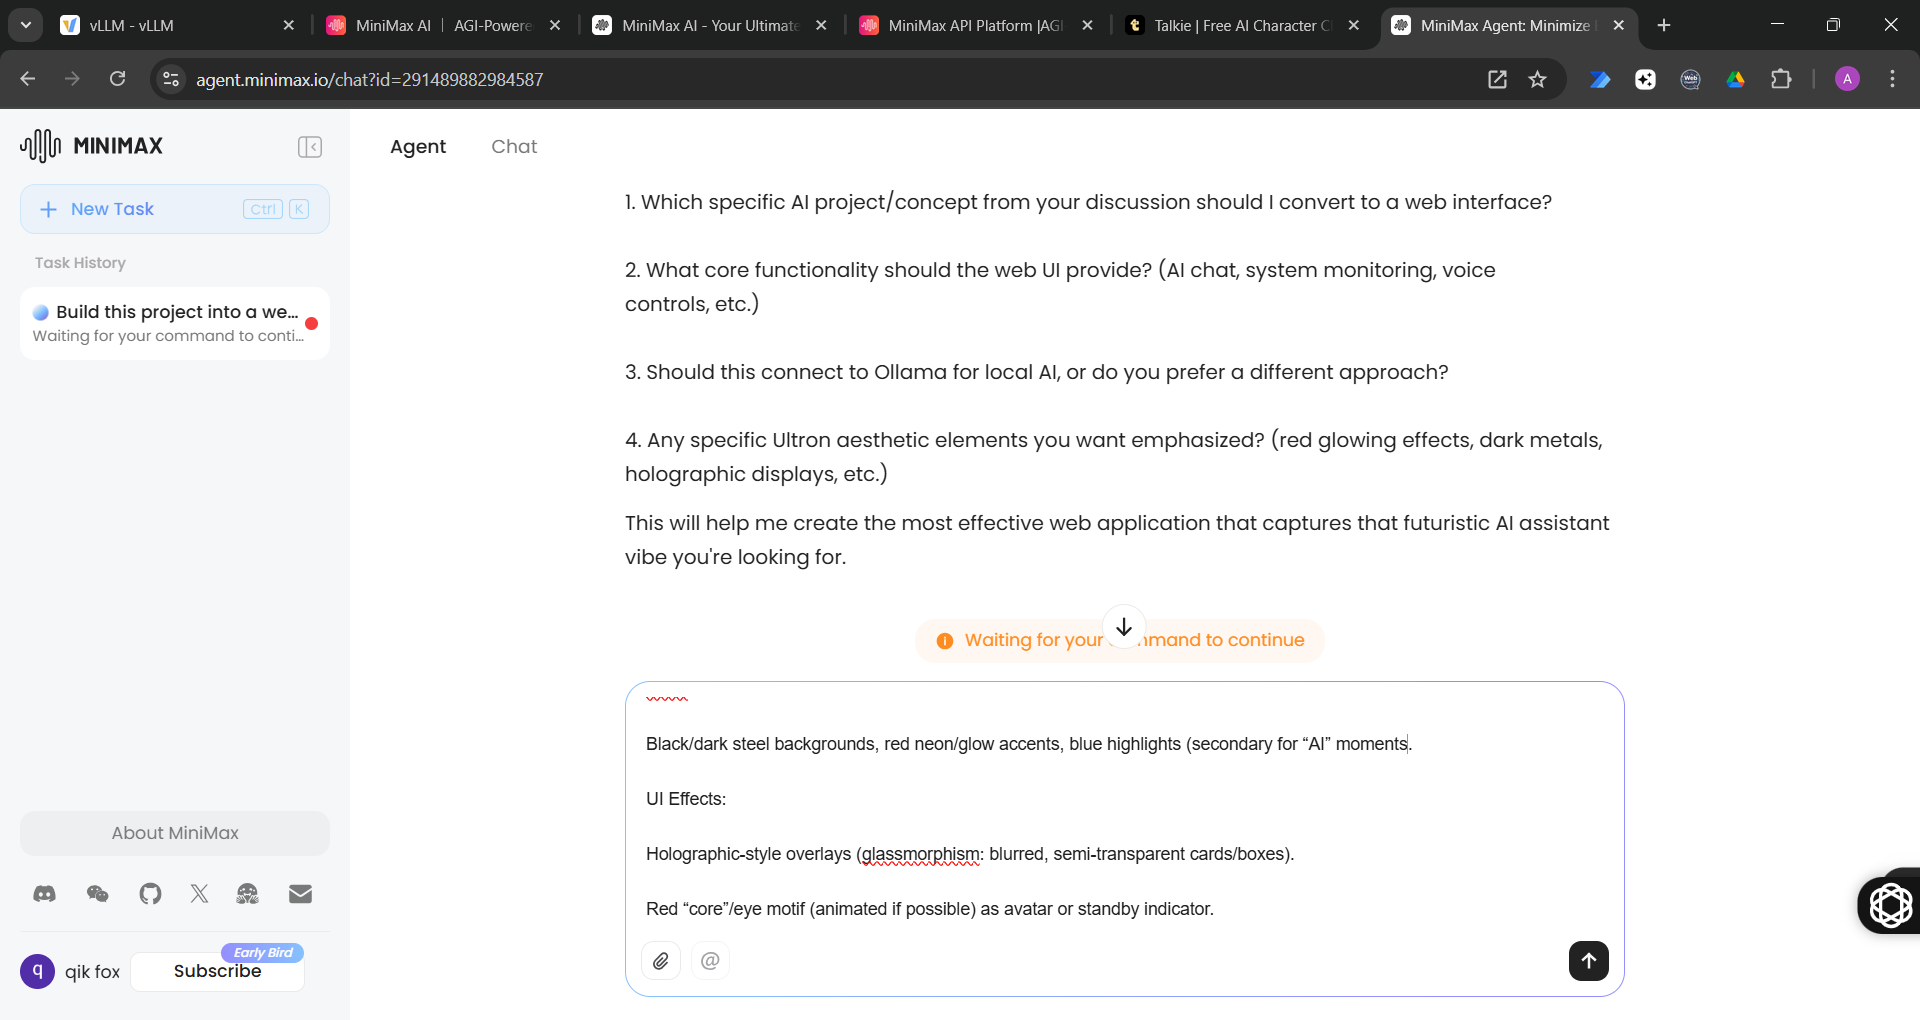 vLLM - vLLM
MiniMax AI | AGI-Powere
MiniMax AI - Your Ultimate
MiniMax API Platform |AGI
Talkie | Free AI Character C
MiniMax Agent: Minimize
agent.minimax.io/chat?id=291489882984587
A
MINIMAX
New Task
Ctrl K
Task History
Build this project into a we...
Waiting for your command to conti...
About MiniMax
Early Bird
q
qik fox
Subscribe
Agent
Chat
1. Which specific AI project/concept from your discussion should I convert to a web interface?
2. What core functionality should the web UI provide? (AI chat, system monitoring, voice
controls, etc.)
3. Should this connect to Ollama for local AI, or do you prefer a different approach?
4. Any specific Ultron aesthetic elements you want emphasized? (red glowing effects, dark metals,
holographic displays, etc.)
This will help me create the most effective web application that captures that futuristic AI assistant
vibe you're looking for.
Waiting for your mmand to continue
Black/dark steel backgrounds, red neon/glow accents, blue highlights (secondary for “AI” moments.
UI Effects:
Holographic-style overlays (glassmorphism: blurred, semi-transparent cards/boxes).
Red “core”/eye motif (animated if possible) as avatar or standby indicator.
@